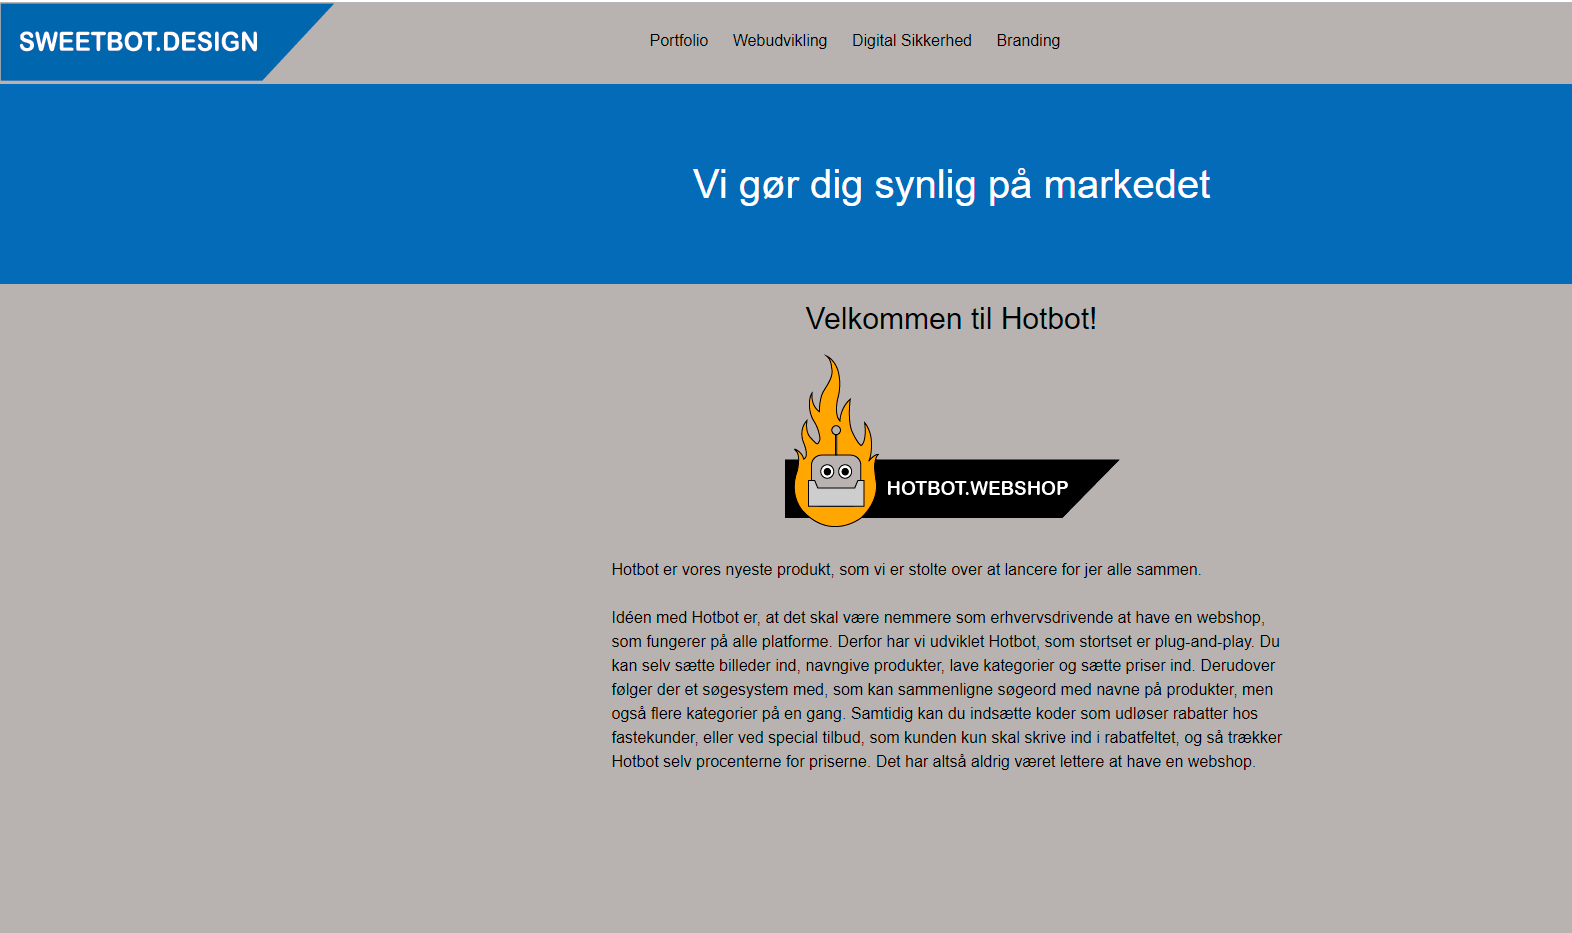 SWEETBOT.DESIGN
Portfolio Webudvikling Digital Sikkerhed Branding
Vi gør dig synlig på markedet
Velkommen til Hotbot!
HOTBOT.WEBSHOP
Hotbot er vores nyeste produkt, som vi er stolte over at lancere for jer alle sammen.
Idéen med Hotbot er, at det skal være nemmere som erhvervsdrivende at have en webshop,
som fungerer på alle platforme. Derfor har vi udviklet Hotbot, som stortset er plug-and-play. Du
kan selv sætte billeder ind, navngive produkter, lave kategorier og sætte priser ind. Derudover
følger der et søgesystem med, som kan sammenligne søgeord med navne på produkter, men
også flere kategorier på en gang. Samtidig kan du indsætte koder som udløser rabatter hos
fastekunder, eller ved special tilbud, som kunden kun skal skrive ind i rabatfeltet, og så trækker
Hotbot selv procenterne for priserne. Det har altså aldrig været lettere at have en webshop.